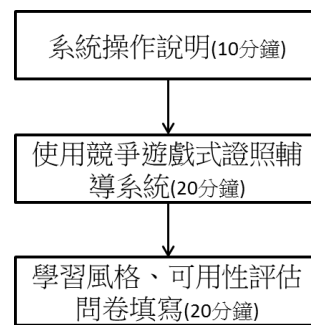 系統操作說明(10分鐘)
使用競爭遊戲式證照輔
導系統(20分鐘)
學習風格、可用性評估
問卷填寫(20分鐘)